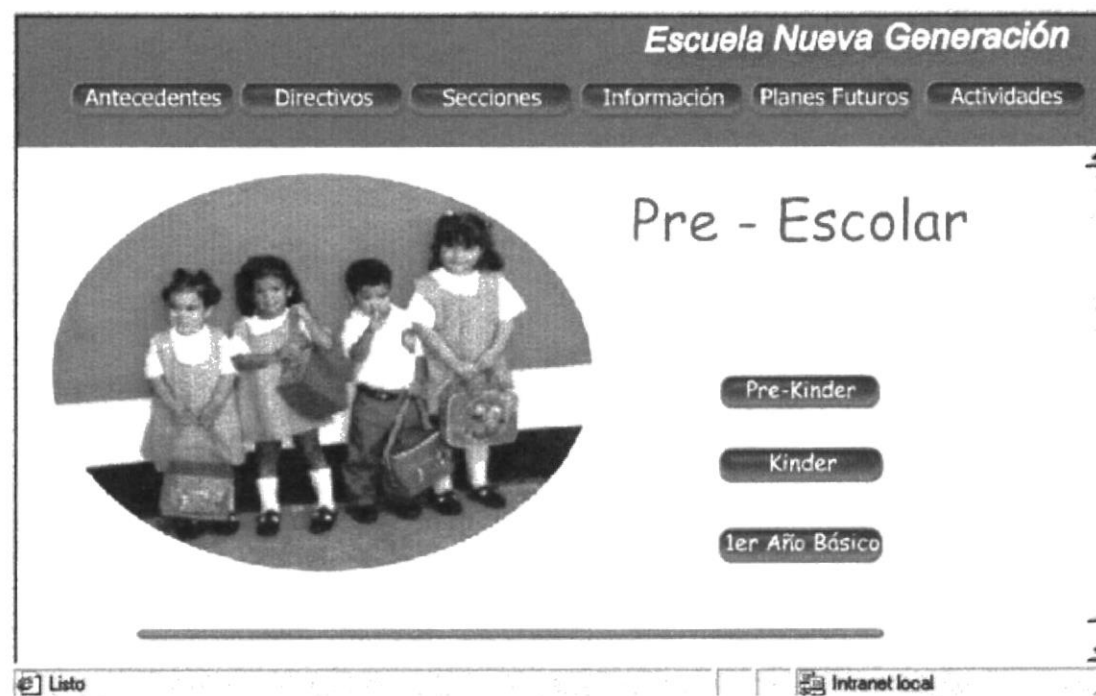 Escuela Nueva Generación
Antecedentes Directivos Secciones Información Planes Futuros Actividades
Pre - Escolar
Pre-Kinder
Kinder
1er Año Básico
Listo Intranet local